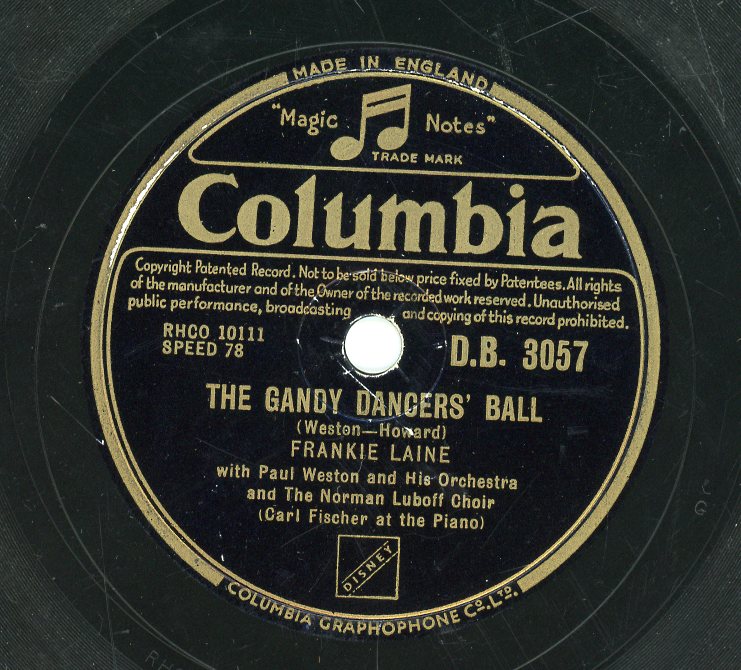 MADE IN ENGLAND
"Magic Notes"
TRADE MARK
Columbia
Copyright Patented Record. Not to be sold below price fixed by Patentees. All rights
of the manufacturer and of the Owner of the recorded work reserved. Unauthorised
public performance, broadcasting and copying of this record prohibited.
RHCO 10111
SPEED 78
D.B. 3057
THE GANDY DANCERS' BALL
(Weston—Howard)
FRANKIE LAINE
with Paul Weston and His Orchestra
and The Norman Luboff Choir
(Carl Fischer at the Piano)
DISNEY
COLUMBIA GRAPHOPHONE CO. LTD.